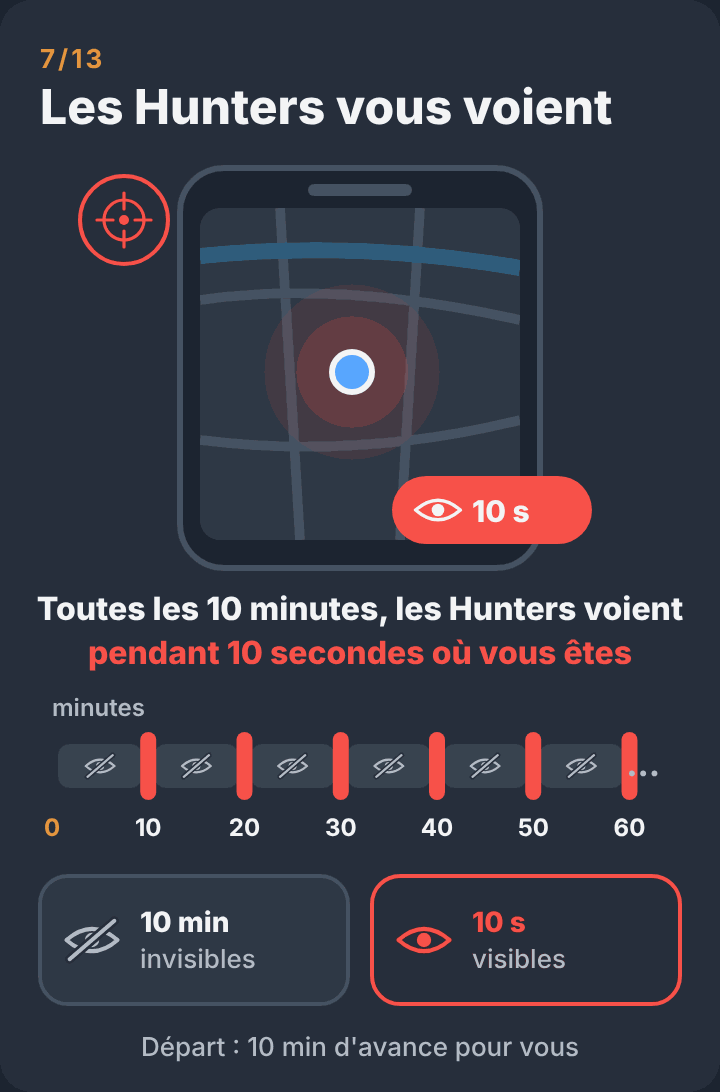 7/13
Les Hunters vous voient
10 s
Toutes les 10 minutes, les Hunters voient
pendant 10 secondes où vous êtes
minutes
...
0 10 20 30 40 50 60
10 min
invisibles
10 s
visibles
Départ : 10 min d'avance pour vous